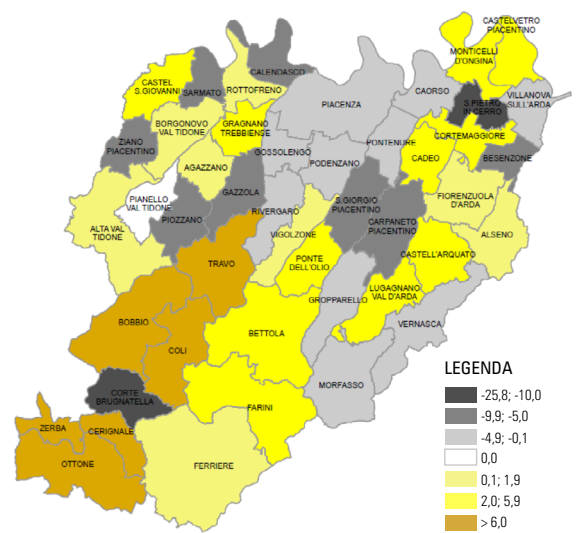 CASTELVETRO
PIACENTINO
MONTICELLI
D'ONGINA
CASTEL
S.GIOVANNI
SARMATO
CALENDASCO
ROTTOFRENO
PIACENZA
CAORSO
VILLANOVA
SULL'ARDA
S.PIETRO
IN CERRO
BORGONOVO
VAL TIDONE
GRAGNANO
TREBBIENSE
ZIANO
PIACENTINO
GOSSOLENGO
PODENZANO
PONTENURE
CORTEMAGGIORE
CADEO
BESENZONE
AGAZZANO
GAZZOLA
PIANELLO
VAL TIDONE
PIOZZANO
RIVERGARO
S.GIORGIO
PIACENTINO
CARPANETO
PIACENTINO
FIORENZUOLA
D'ARDA
ALTA VAL
TIDONE
VIGOLZONE
ALSENO
TRAVO
PONTE
DELL'OLIO
CASTELL'ARQUATO
LUGAGNANO
VAL D'ARDA
GROPPARELLO
BOBBIO
BETTOLA
VERNASCA
COLI
MORFASSO
CORTE
BRUGNATELLA
FARINI
ZERBA
CERIGNALE
OTTONE
FERRIERE
LEGENDA
-25,8; -10,0
-9,9; -5,0
-4,9; -0,1
0,0
0,1; 1,9
2,0; 5,9
> 6,0